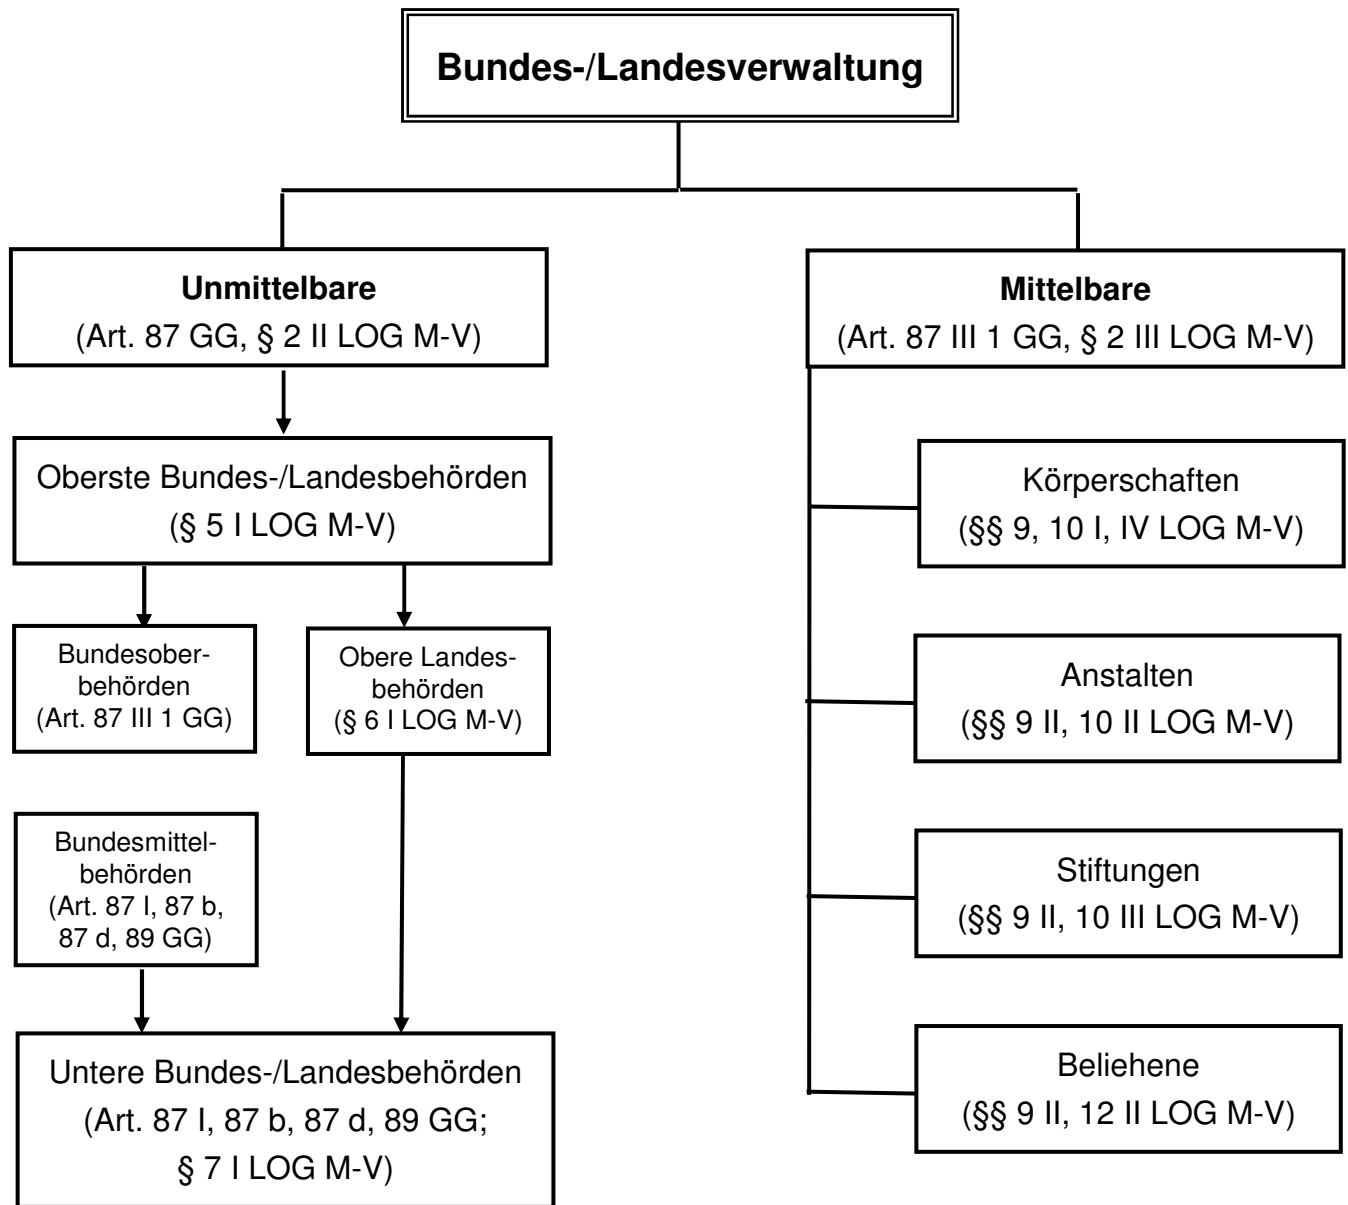 Bundes-/Landesverwaltung
Unmittelbare
(Art. 87 GG, § 2 II LOG M-V)
Oberste Bundes-/Landesbehörden
(§ 5 I LOG M-V)
Bundesober-
behörden
(Art. 87 III 1 GG)
Obere Landes-
behörden
(§ 6 I LOG M-V)
Bundesmittel-
behörden
(Art. 87 I, 87 b,
87 d, 89 GG)
Untere Bundes-/Landesbehörden
(Art. 87 I, 87 b, 87 d, 89 GG;
§ 7 I LOG M-V)
Mittelbare
(Art. 87 III 1 GG, § 2 III LOG M-V)
Körperschaften
(§§ 9, 10 I, IV LOG M-V)
Anstalten
(§§ 9 II, 10 II LOG M-V)
Stiftungen
(§§ 9 II, 10 III LOG M-V)
Beliehene
(§§ 9 II, 12 II LOG M-V)